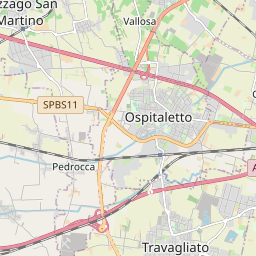 zzago San
Martino
Vallosa
SPBS11
Ospitaletto
Pedrocca
A
Travagliato